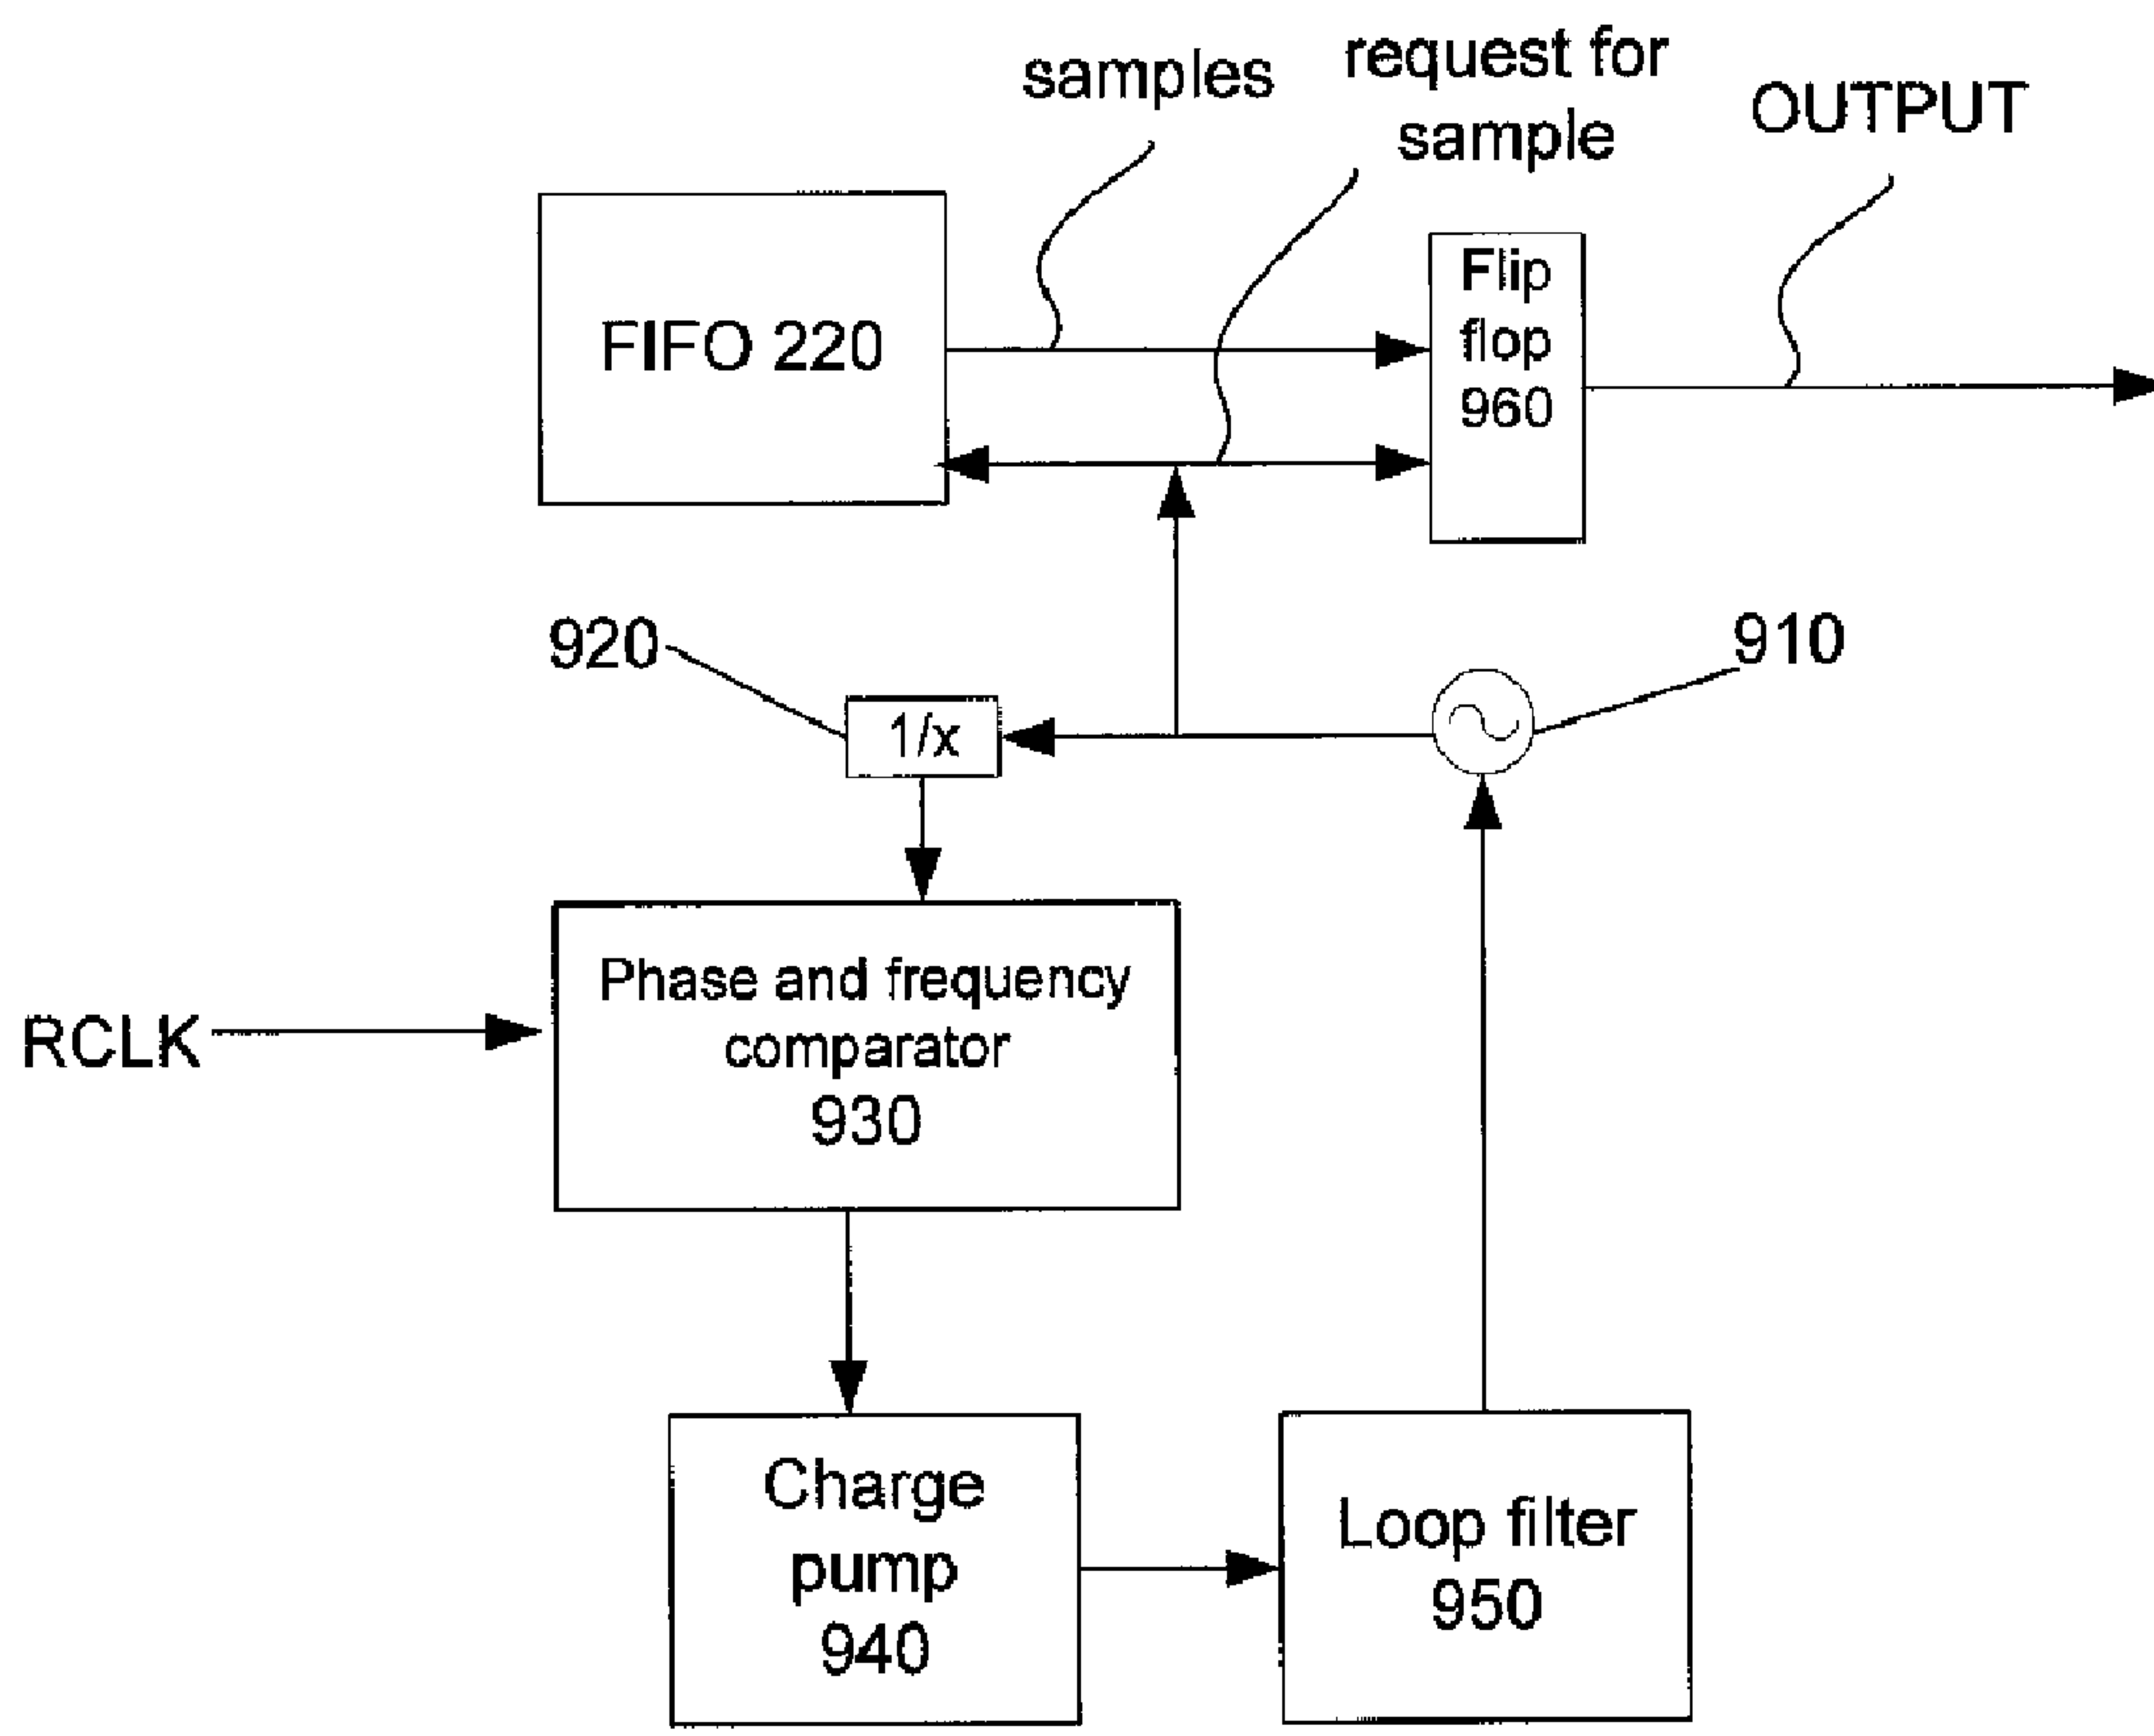 samples
request for
sample
OUTPUT
FIFO 220
Flip
flop
960
920
910
1/x
RCLK
Phase and frequency
comparator
930
Charge
pump
940
Loop filter
950